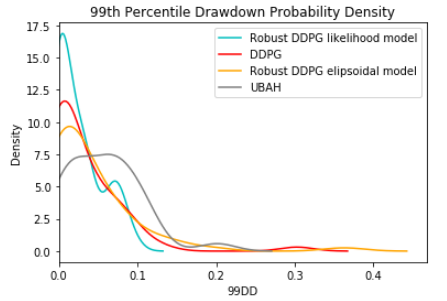 99th Percentile Drawdown Probability Density
Robust DDPG likelihood model
DDPG
Robust DDPG elipsoidal model
UBAH
Density
17.5
15.0
12.5
10.0
7.5
5.0
2.5
0.0
0.0 0.1 0.2 0.3 0.4
99DD